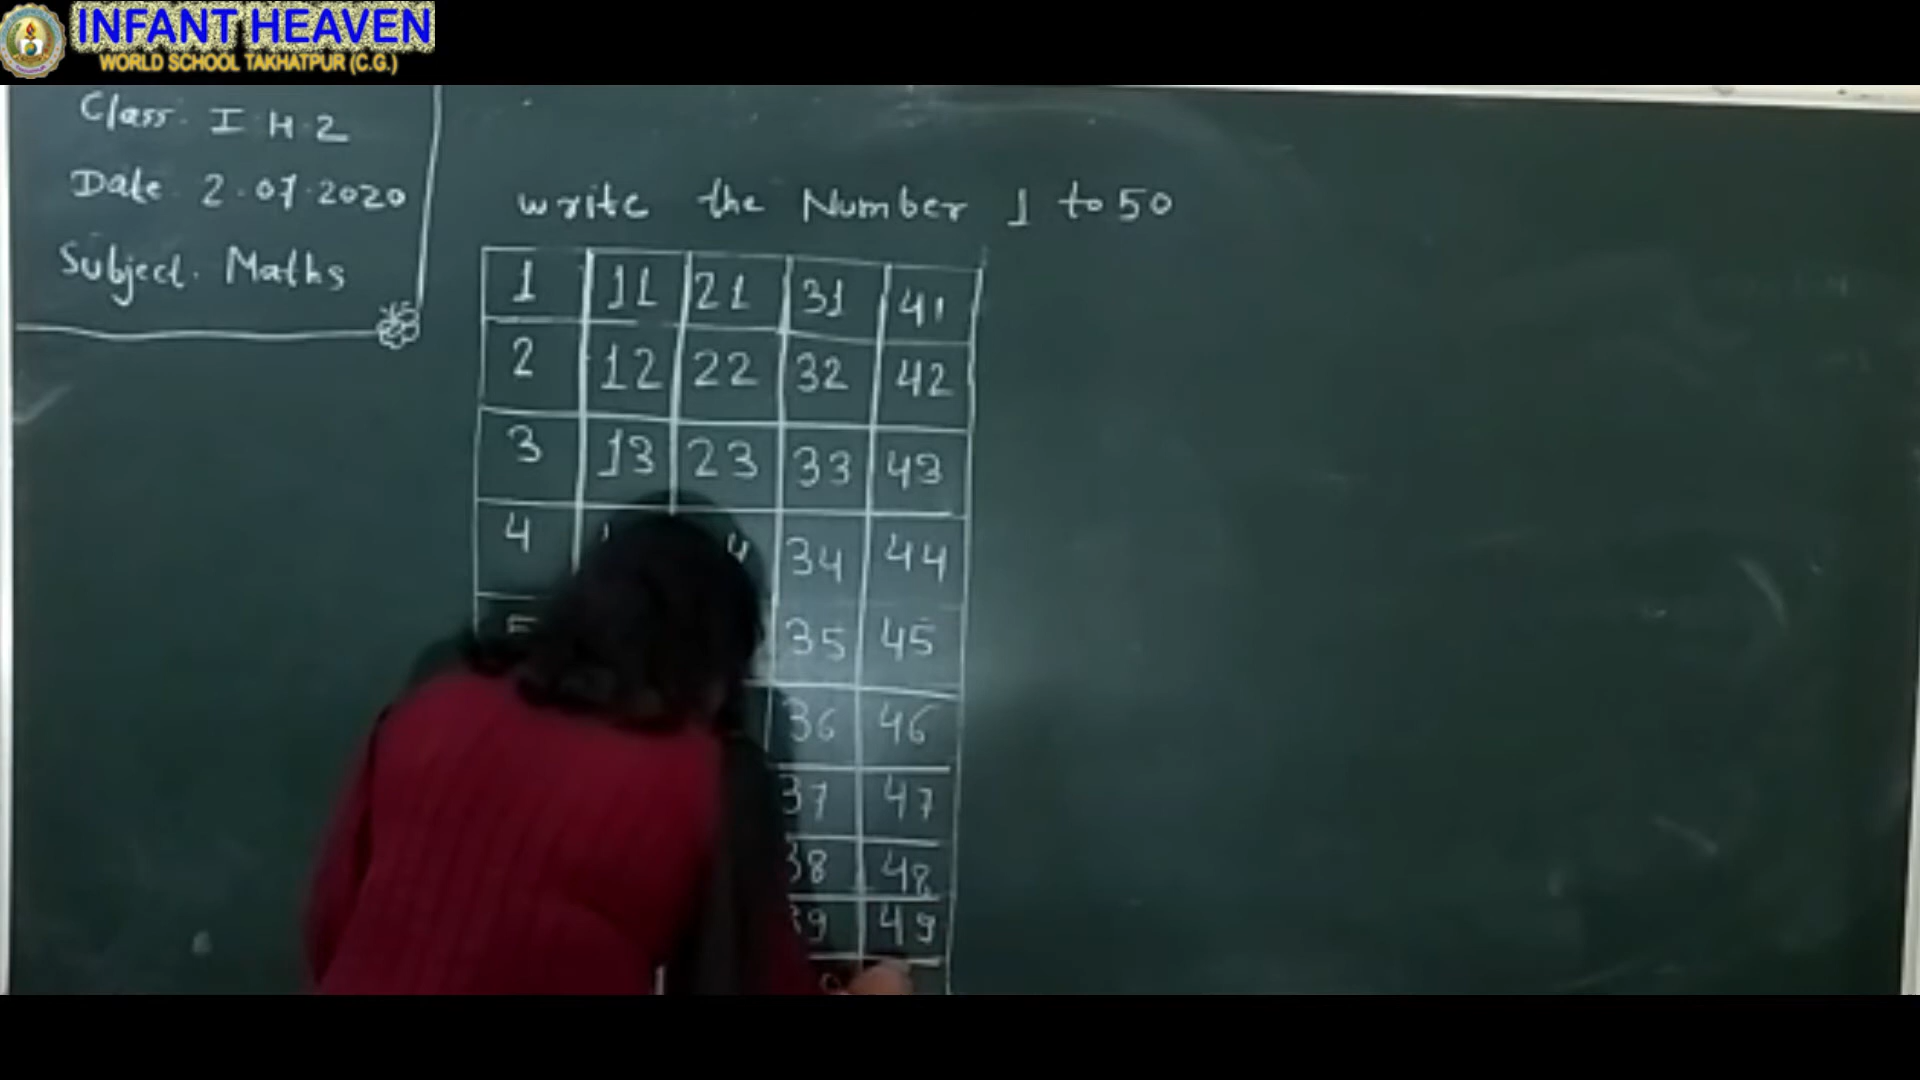 INFANT HEAVEN
WORLD SCHOOL TAKHATPUR (C.G.)
Class. I H.2
Date. 2.07.2020
Subject. Maths
write the Number 1 to 50
1 11 21 31 41
2 12 22 32 42
3 13 23 33 43
4 34 44
35 45
36 46
37 47
38 48
39 49